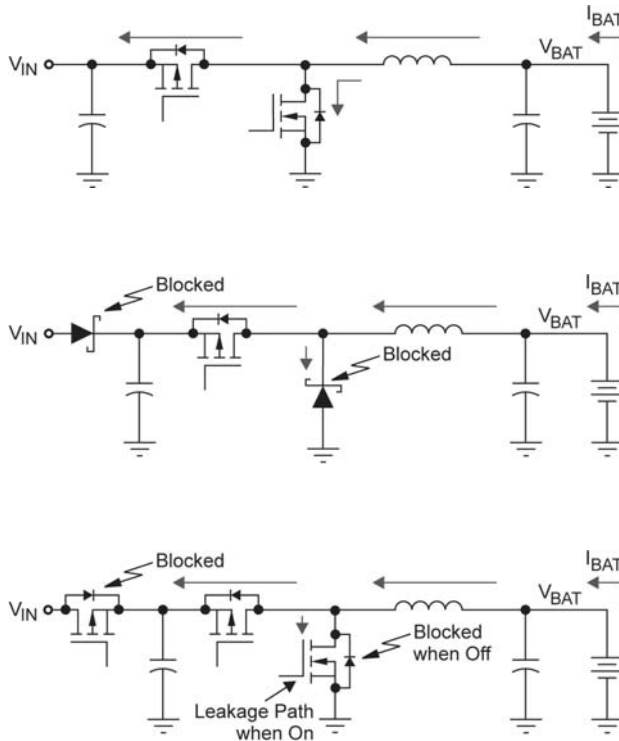 I_BAT
V_BAT
V_IN
Blocked
I_BAT
V_BAT
V_IN
Blocked
Blocked
I_BAT
V_BAT
V_IN
Blocked
when Off
Leakage Path
when On